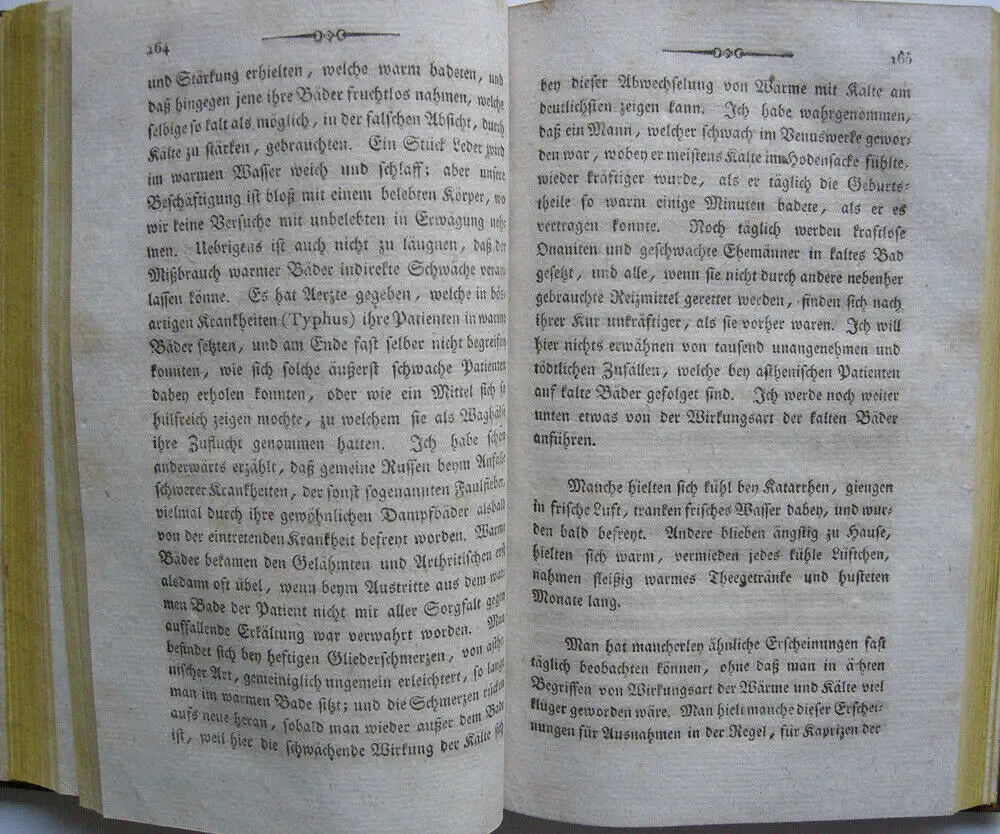 164
und Stärkung erhielten, welche warm badeten, und
daß hingegen jene ihre Bäder fruchtlos nahmen, welche
selbige so kalt als möglich, in der falschen Absicht, durch
Kälte zu stärken, gebrauchten. Ein Stück Leder wird
im warmen Wasser weich und schlaff; aber unsere
Beschäftigung ist bloß mit einem belebten Körper, wo
wir keine Versuche mit unbelebten in Erwägung neh-
men. Uebrigens ist auch nicht zu läugnen, daß der
Mißbrauch warmer Bäder indirekte Schwäche veran-
lassen könne. Es hat Aerzte gegeben, welche in bös-
artigen Krankheiten (Typhus) ihre Patienten in warme
Bäder setzten, und am Ende fast selber nicht begreifen
konnten, wie sich solche äußerst schwache Patienten
dabey erholen konnten, oder wie ein Mittel sich so
hülfreich zeigen mochte, zu welchem sie als Waghälse
ihre Zuflucht genommen hatten. Ich habe schon
anderwärts erzählt, daß gemeine Russen beym Anfalle
schwerer Krankheiten, der sonst sogenannten Faulfieber,
vielmal durch ihre gewöhnlichen Dampfbäder alsbald
von der eintretenden Krankheit befreyt worden. Warme
Bäder bekamen den Gelähmten und Arthritischen erst
alsdann oft übel, wenn beym Austritte aus dem war-
men Bade der Patient nicht mit aller Sorgfalt gegen
auffallende Erkältung war verwahrt worden. Man
befindet sich bey heftigen Gliederschmerzen, von asthe-
nischer Art, gemeiniglich ungemein erleichtert, so lange
man im warmen Bade sitzt; und die Schmerzen rücken
aufs neue heran, sobald man wieder außer dem Bade
ist, weil hier die schwächende Wirkung der Kälte sich
165
bey dieser Abwechselung von Wärme mit Kälte am
deutlichsten zeigen kann. Ich habe wahrgenommen,
daß ein Mann, welcher schwach im Venuswerke gewor-
den war, wobey er meistens Kälte im Hodensacke fühlte,
wieder kräftiger wurde, als er täglich die Geburts-
theile so warm einige Minuten badete, als er es
vertragen konnte. Noch täglich werden kraftlose
Onaniten und geschwächte Ehemänner in kaltes Bad
gesetzt, und alle, wenn sie nicht durch andere nebenher
gebrauchte Reizmittel gerettet werden, finden sich nach
ihrer Kur unkräftiger, als sie vorher waren. Ich will
hier nichts erwähnen von tausend unangenehmen und
tödtlichen Zufällen, welche bey asthenischen Patienten
auf kalte Bäder gefolget sind. Ich werde noch weiter
unten etwas von der Wirkungsart der kalten Bäder
anführen.
Manche hielten sich kühl bey Katarrhen, giengen
in frische Luft, tranken frisches Wasser dabey, und wur-
den bald befreyt. Andere blieben ängstig zu Hause,
hielten sich warm, vermieden jedes kühle Lüftchen,
nahmen fleißig warmes Theegetränke und husteten
Monate lang.
Man hat mancherley ähnliche Erscheinungen fast
täglich beobachten können, ohne daß man in ächten
Begriffen von Wirkungsart der Wärme und Kälte viel
klüger geworden wäre. Man hielt manche dieser Erschei-
nungen für Ausnahmen in der Regel, für Kaprizen der